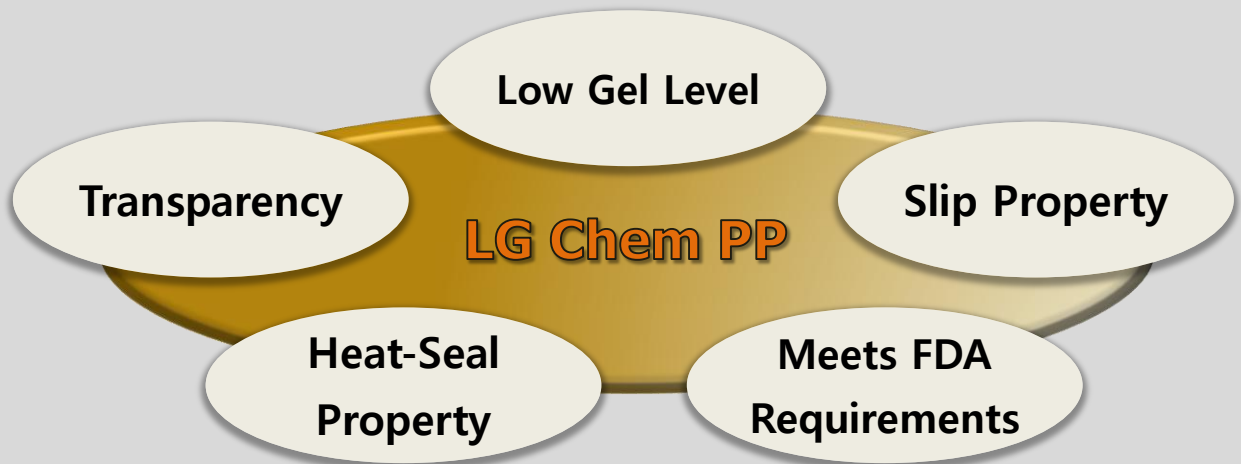 Low Gel Level
Transparency
Slip Property
LG Chem PP
Heat-Seal
Property
Meets FDA
Requirements